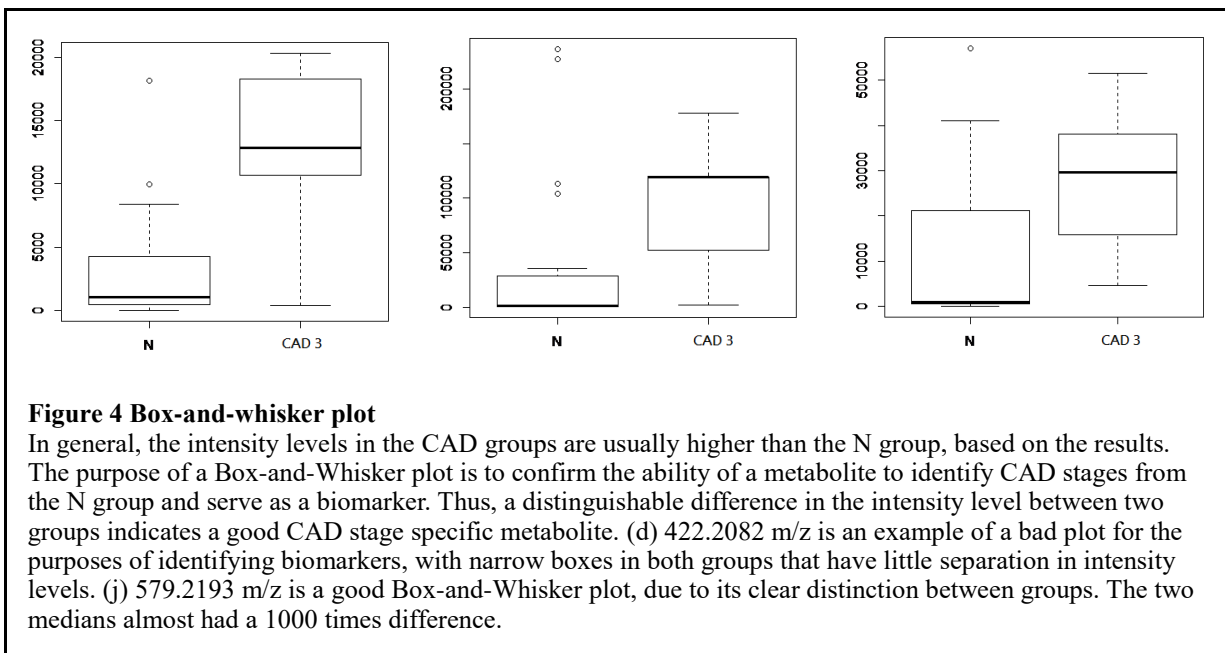 20000
15000
10000
5000
0
N
CAD 3
200000
100000
50000
0
N
CAD 3
50000
30000
10000
0
N
CAD 3
Figure 4 Box-and-whisker plot
In general, the intensity levels in the CAD groups are usually higher than the N group, based on the results.
The purpose of a Box-and-Whisker plot is to confirm the ability of a metabolite to identify CAD stages from
the N group and serve as a biomarker. Thus, a distinguishable difference in the intensity level between two
groups indicates a good CAD stage specific metabolite. (d) 422.2082 m/z is an example of a bad plot for the
purposes of identifying biomarkers, with narrow boxes in both groups that have little separation in intensity
levels. (j) 579.2193 m/z is a good Box-and-Whisker plot, due to its clear distinction between groups. The two
medians almost had a 1000 times difference.